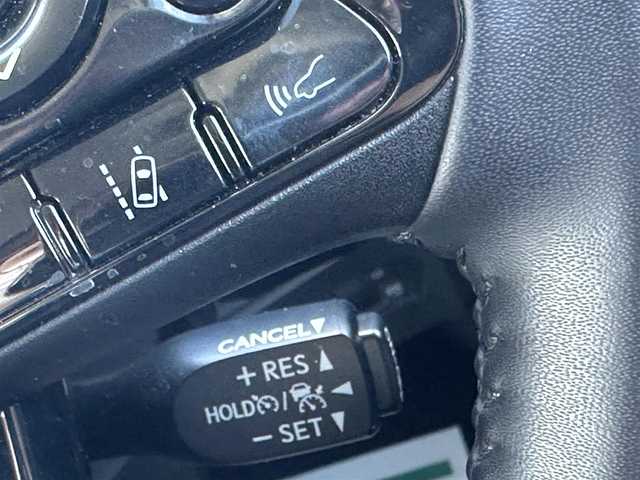 CANCEL
+ RES
HOLD /
− SET